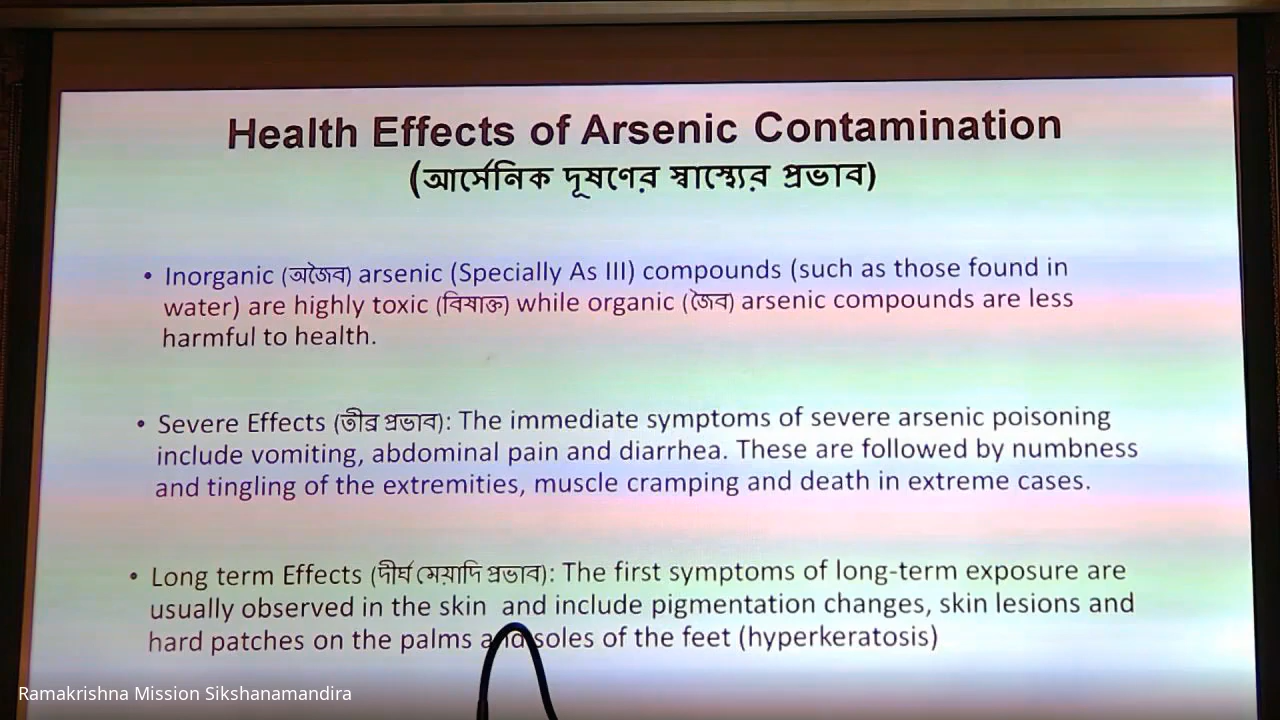 Health Effects of Arsenic Contamination
(আর্সেনিক দূষণের স্বাস্থ্যের প্রভাব)
• Inorganic (অজৈব) arsenic (Specially As III) compounds (such as those found in
water) are highly toxic (বিষাক্ত) while organic (জৈব) arsenic compounds are less
harmful to health.
• Severe Effects (তীব্র প্রভাব): The immediate symptoms of severe arsenic poisoning
include vomiting, abdominal pain and diarrhea. These are followed by numbness
and tingling of the extremities, muscle cramping and death in extreme cases.
• Long term Effects (দীর্ঘ মেয়াদি প্রভাব): The first symptoms of long-term exposure are
usually observed in the skin and include pigmentation changes, skin lesions and
hard patches on the palms and soles of the feet (hyperkeratosis)
Ramakrishna Mission Sikshanamandira